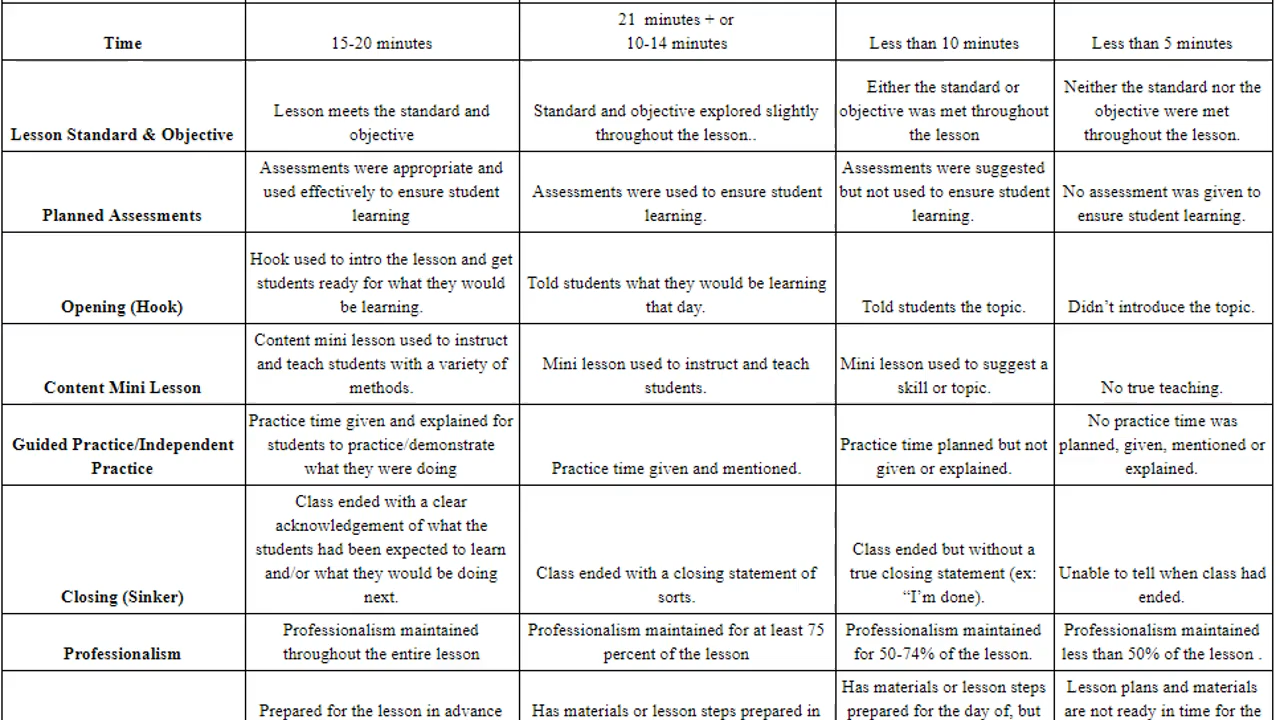 Time
15-20 minutes
21 minutes + or
10-14 minutes
Less than 10 minutes
Less than 5 minutes
Lesson Standard & Objective
Lesson meets the standard and
objective
Standard and objective explored slightly
throughout the lesson..
Either the standard or
objective was met throughout
the lesson
Neither the standard nor the
objective were met
throughout the lesson.
Planned Assessments
Assessments were appropriate and
used effectively to ensure student
learning
Assessments were used to ensure student
learning.
Assessments were suggested
but not used to ensure student
learning.
No assessment was given to
ensure student learning.
Opening (Hook)
Hook used to intro the lesson and get
students ready for what they would
be learning.
Told students what they would be learning
that day.
Told students the topic.
Didn’t introduce the topic.
Content Mini Lesson
Content mini lesson used to instruct
and teach students with a variety of
methods.
Mini lesson used to instruct and teach
students.
Mini lesson used to suggest a
skill or topic.
No true teaching.
Guided Practice/Independent
Practice
Practice time given and explained for
students to practice/demonstrate
what they were doing
Practice time given and mentioned.
Practice time planned but not
given or explained.
No practice time was
planned, given, mentioned or
explained.
Closing (Sinker)
Class ended with a clear
acknowledgement of what the
students had been expected to learn
and/or what they would be doing
next.
Class ended with a closing statement of
sorts.
Class ended but without a
true closing statement (ex:
“I’m done).
Unable to tell when class had
ended.
Professionalism
Professionalism maintained
throughout the entire lesson
Professionalism maintained for at least 75
percent of the lesson
Professionalism maintained
for 50-74% of the lesson.
Professionalism maintained
less than 50% of the lesson .
Prepared for the lesson in advance
Has materials or lesson steps prepared in
Has materials or lesson steps
prepared for the day of, but
Lesson plans and materials
are not ready in time for the